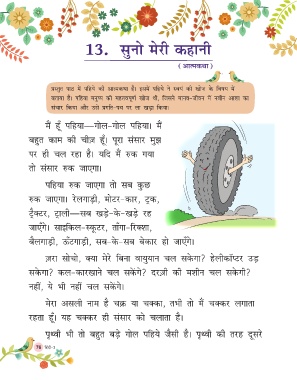 13. सुनो मेरी कहानी
( आत्मकथा )
प्रस्तुत पाठ में पहिये की आत्मकथा है। इसमें पहिये ने स्वयं की खोज के विषय में
बताया है। पहिया मनुष्य की महत्वपूर्ण खोज थी, जिसने मानव-जीवन में नवीन आशा का
संचार किया और उसे प्रगति-पथ पर ला खड़ा किया।
मैं हूँ पहिया—गोल-गोल पहिया। मैं
बहुत काम की चीज़ हूँ। पूरा संसार मुझ
पर ही चल रहा है। यदि मैं रुक गया
तो संसार रुक जाएगा।
पहिया रुक जाएगा तो सब कुछ
रुक जाएगा। रेलगाड़ी, मोटर-कार, ट्रक,
ट्रैक्टर, ट्राली—सब खड़े-के-खड़े रह
जाएँगे। साइकिल-स्कूटर, ताँगा-रिक्शा,
बैलगाड़ी, ऊँटगाड़ी, सब-के-सब बेकार हो जाएँगे।
ज़रा सोचो, क्या मेरे बिना वायुयान चल सकेगा? हेलीकॉप्टर उड़
सकेगा? कल-कारखाने चल सकेंगे? दरज़ी की मशीन चल सकेगी?
नहीं, ये भी नहीं चल सकेंगे।
मेरा असली नाम है चक्र या चक्का, तभी तो मैं चक्कर लगाता
रहता हूँ। यह चक्कर ही संसार को चलाता है।
पृथ्वी भी तो बहुत बड़े गोल पहिये जैसी है। पृथ्वी की तरह दूसरे
76